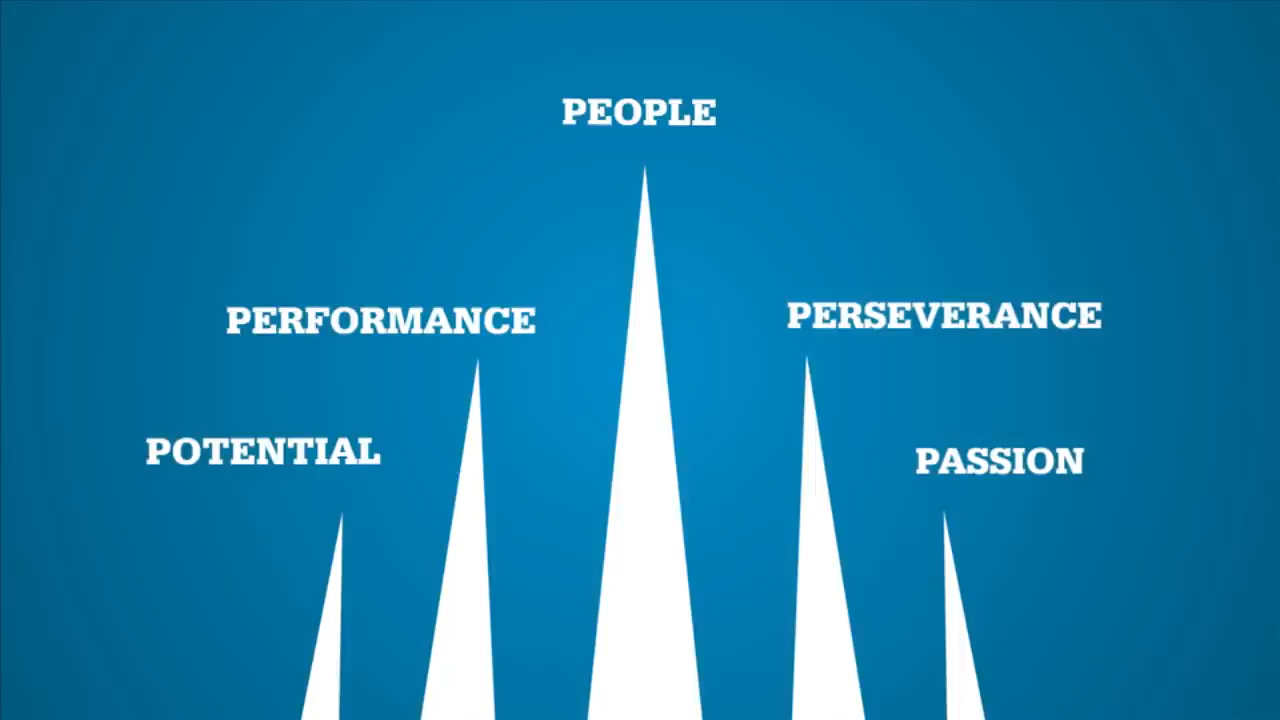 PEOPLE
PERFORMANCE
PERSEVERANCE
POTENTIAL
PASSION